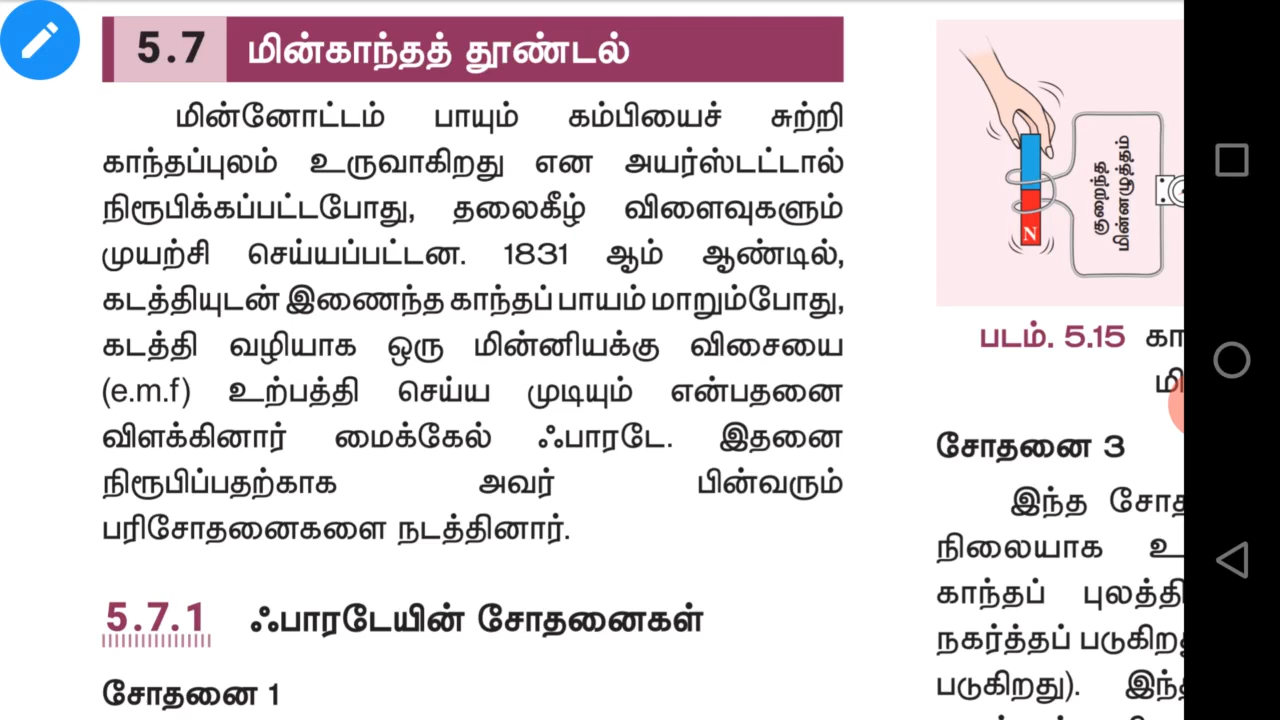 5.7 மின்காந்தத் தூண்டல்
மின்னோட்டம் பாயும் கம்பியைச் சுற்றி
காந்தப்புலம் உருவாகிறது என அயர்ஸ்டட்டால்
நிரூபிக்கப்பட்டபோது, தலைகீழ் விளைவுகளும்
முயற்சி செய்யப்பட்டன. 1831 ஆம் ஆண்டில்,
கடத்தியுடன் இணைந்த காந்தப் பாயம் மாறும்போது,
கடத்தி வழியாக ஒரு மின்னியக்கு விசையை
(e.m.f) உற்பத்தி செய்ய முடியும் என்பதனை
விளக்கினார் மைக்கேல் ஃபாரடே. இதனை
நிரூபிப்பதற்காக அவர் பின்வரும்
பரிசோதனைகளை நடத்தினார்.
5.7.1 ஃபாரடேயின் சோதனைகள்
சோதனை 1
N
குறைந்த
மின்னழுத்தம்
படம். 5.15
சோதனை 3
இந்த
நிலையாக
காந்தப்
நகர்த்தப்
படுகிறது).